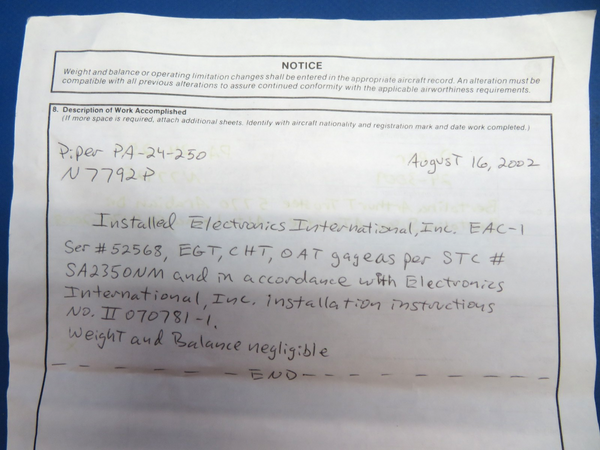 NOTICE
Weight and balance or operating limitation changes shall be entered in the appropriate aircraft record. An alteration must be
compatible with all previous alterations to assure continued conformity with the applicable airworthiness requirements.
8. Description of Work Accomplished
(If more space is required, attach additional sheets. Identify with aircraft nationality and registration mark and date work completed.)
Piper PA-24-250 August 16, 2002
N7792P
Installed Electronics International, Inc. EAC-1
Ser # 52568, EGT, CHT, OAT gageas per STC #
SA2350NM and in accordance with Electronics
International, Inc. installation instructions
NO. II 070781-1.
Weight and Balance negligible
- - - - - - - - END - - - - - - - - - -